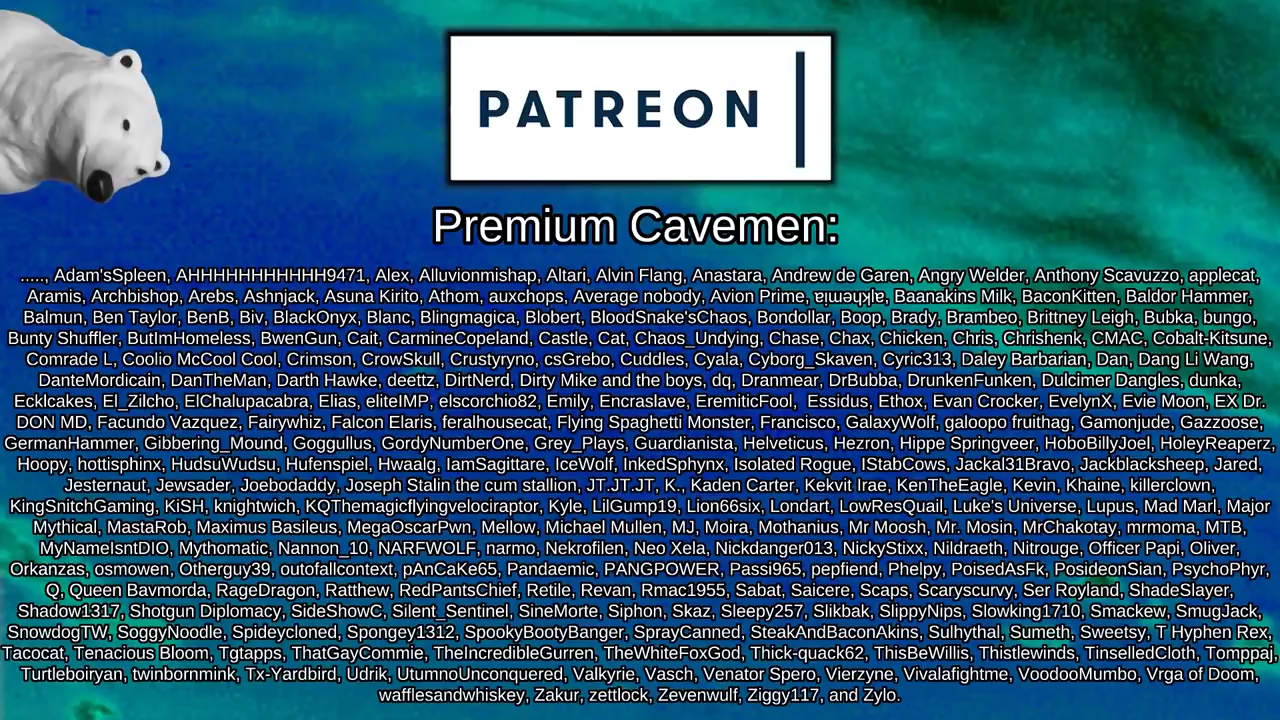 PATREON
Premium Cavemen:
....., Adam'sSpleen, AHHHHHHHHHHH9471, Alex, Alluvionmishap, Altari, Alvin Flang, Anastara, Andrew de Garen, Angry Welder, Anthony Scavuzzo, applecat,
Aramis, Archbishop, Arebs, Ashnjack, Asuna Kirito, Athom, auxchops, Average nobody, Avion Prime, ɐlʞɥǝɯıɐ, Baanakins Milk, BaconKitten, Baldor Hammer,
Balmun, Ben Taylor, BenB, Biv, BlackOnyx, Blanc, Blingmagica, Blobert, BloodSnake'sChaos, Bondollar, Boop, Brady, Brambeo, Brittney Leigh, Bubka, bungo,
Bunty Shuffler, ButImHomeless, BwenGun, Cait, CarmineCopeland, Castle, Cat, Chaos_Undying, Chase, Chax, Chicken, Chris, Chrishenk, CMAC, Cobalt-Kitsune,
Comrade L, Coolio McCool Cool, Crimson, CrowSkull, Crustyryno, csGrebo, Cuddles, Cyala, Cyborg_Skaven, Cyric313, Daley Barbarian, Dan, Dang Li Wang,
DanteMordicain, DanTheMan, Darth Hawke, deettz, DirtNerd, Dirty Mike and the boys, dq, Dranmear, DrBubba, DrunkenFunken, Dulcimer Dangles, dunka,
Ecklcakes, El_Zilcho, ElChalupacabra, Elias, eliteIMP, elscorchio82, Emily, Encraslave, EremiticFool, Essidus, Ethox, Evan Crocker, EvelynX, Evie Moon, EX Dr.
DON MD, Facundo Vazquez, Fairywhiz, Falcon Elaris, feralhousecat, Flying Spaghetti Monster, Francisco, GalaxyWolf, galoopo fruithag, Gamonjude, Gazzoose,
GermanHammer, Gibbering_Mound, Goggullus, GordyNumberOne, Grey_Plays, Guardianista, Helveticus, Hezron, Hippe Springveer, HoboBillyJoel, HoleyReaperz,
Hoopy, hottisphinx, HudsuWudsu, Hufenspiel, Hwaalg, IamSagittare, IceWolf, InkedSphynx, Isolated Rogue, IStabCows, Jackal31Bravo, Jackblacksheep, Jared,
Jesternaut, Jewsader, Joebodaddy, Joseph Stalin the cum stallion, JT.JT.JT, K., Kaden Carter, Kekvit Irae, KenTheEagle, Kevin, Khaine, killerclown,
KingSnitchGaming, KiSH, knightwich, KQThemagicflyingvelociraptor, Kyle, LilGump19, Lion66six, Londart, LowResQuail, Luke's Universe, Lupus, Mad Marl, Major
Mythical, MastaRob, Maximus Basileus, MegaOscarPwn, Mellow, Michael Mullen, MJ, Moira, Mothanius, Mr Moosh, Mr. Mosin, MrChakotay, mrmoma, MTB,
MyNameIsntDIO, Mythomatic, Nannon_10, NARFWOLF, narmo, Nekrofilen, Neo Xela, Nickdanger013, NickyStixx, Nildraeth, Nitrouge, Officer Papi, Oliver,
Orkanzas, osmowen, Otherguy39, outofallcontext, pAnCaKe65, Pandaemic, PANGPOWER, Passi965, pepfiend, Phelpy, PoisedAsFk, PosideonSian, PsychoPhyr,
Q, Queen Bavmorda, RageDragon, Ratthew, RedPantsChief, Retile, Revan, Rmac1955, Sabat, Saicere, Scaps, Scaryscurvy, Ser Royland, ShadeSlayer,
Shadow1317, Shotgun Diplomacy, SideShowC, Silent_Sentinel, SineMorte, Siphon, Skaz, Sleepy257, Slikbak, SlippyNips, Slowking1710, Smackew, SmugJack,
SnowdogTW, SoggyNoodle, Spideycloned, Spongey1312, SpookyBootyBanger, SprayCanned, SteakAndBaconAkins, Sulhythal, Sumeth, Sweetsy, T Hyphen Rex,
Tacocat, Tenacious Bloom, Tgtapps, ThatGayCommie, TheIncredibleGurren, TheWhiteFoxGod, Thick-quack62, ThisBeWillis, Thistlewinds, TinselledCloth, Tomppaj,
Turtleboiryan, twinbornmink, Tx-Yardbird, Udrik, UtumnoUnconquered, Valkyrie, Vasch, Venator Spero, Vierzyne, Vivalafightme, VoodooMumbo, Vrga of Doom,
wafflesandwhiskey, Zakur, zettlock, Zevenwulf, Ziggy117, and Zylo.